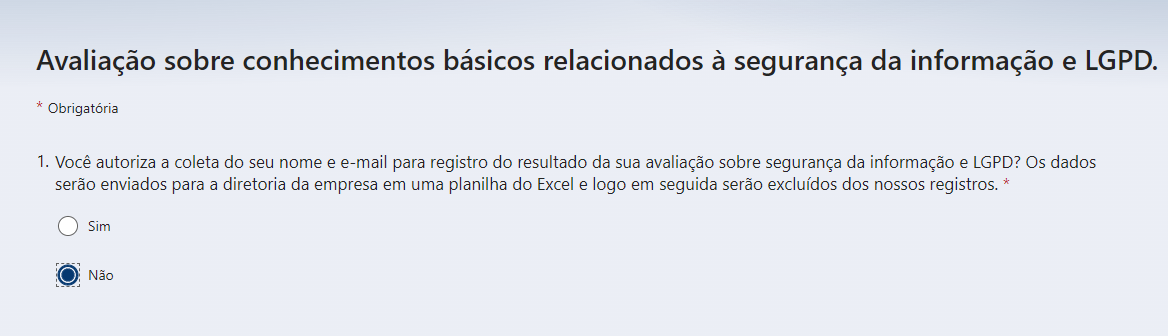 Avaliação sobre conhecimentos básicos relacionados à segurança da informação e LGPD.
* Obrigatória
1. Você autoriza a coleta do seu nome e e-mail para registro do resultado da sua avaliação sobre segurança da informação e LGPD? Os dados
serão enviados para a diretoria da empresa em uma planilha do Excel e logo em seguida serão excluídos dos nossos registros. *
Sim
Não